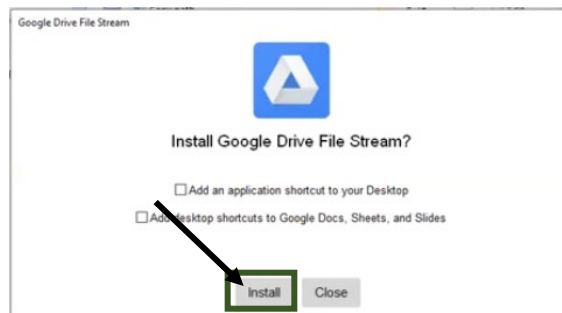 Google Drive File Stream
Install Google Drive File Stream?
Add an application shortcut to your Desktop
Add desktop shortcuts to Google Docs, Sheets, and Slides
Install Close